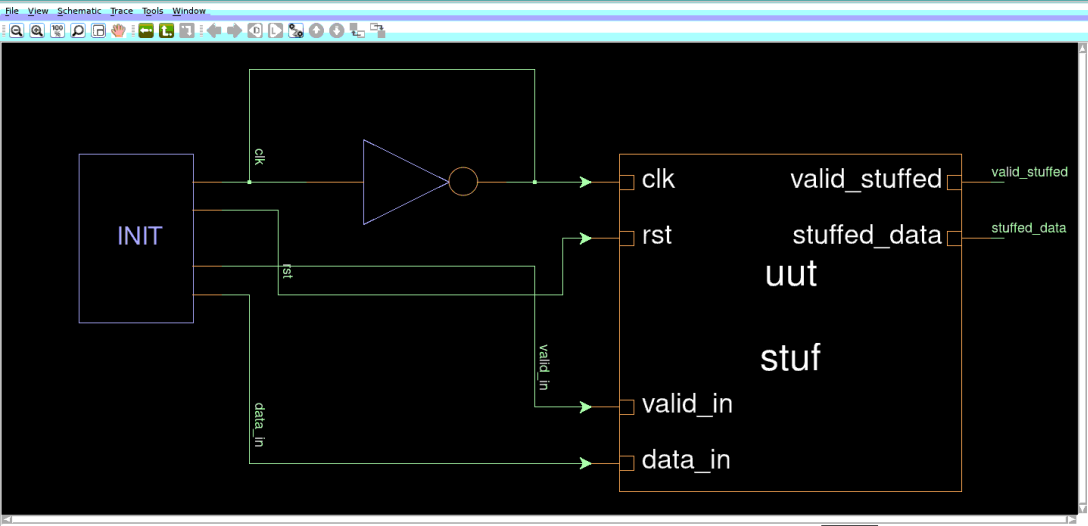 File View Schematic Trace Tools Window
100
clk
INIT
rst
valid_in
data_in
clk
valid_stuffed
rst
stuffed_data
uut
stuf
valid_in
data_in
valid_stuffed
stuffed_data